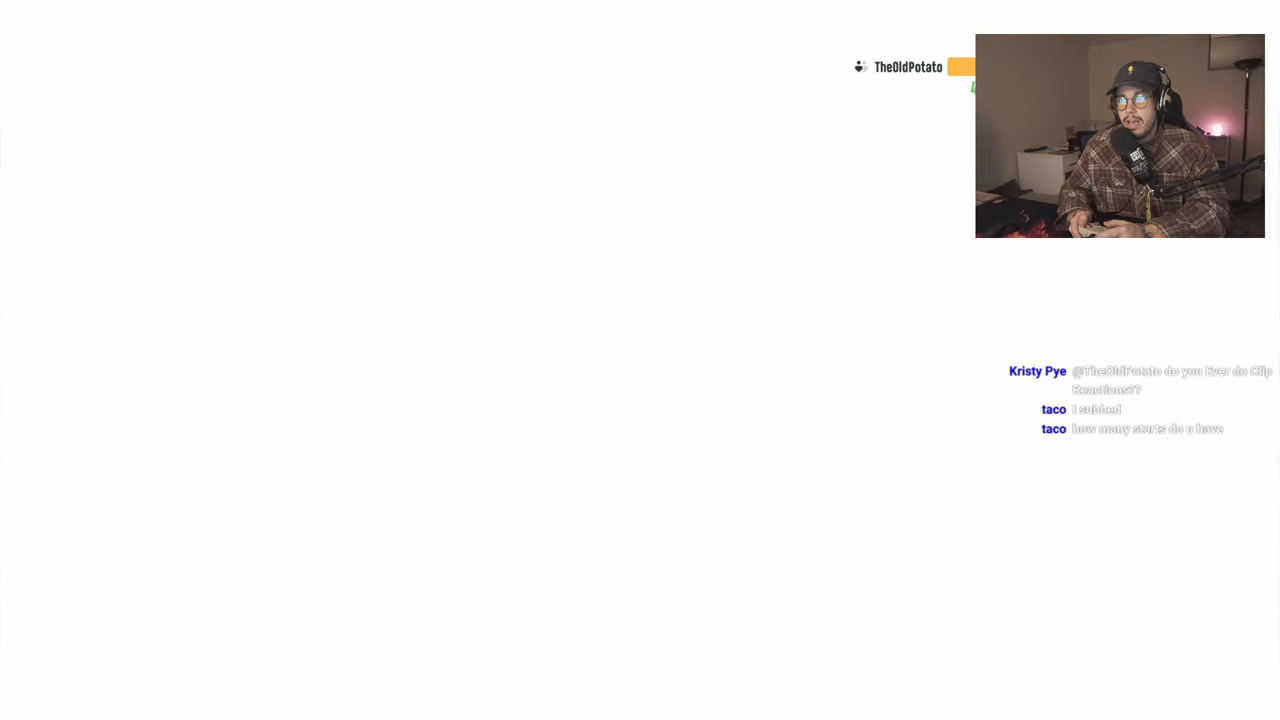 TheOldPotato
Kristy Pye @TheOldPotato do you Ever do Clip
Reactions??
taco I subbed
taco how many starts do u have